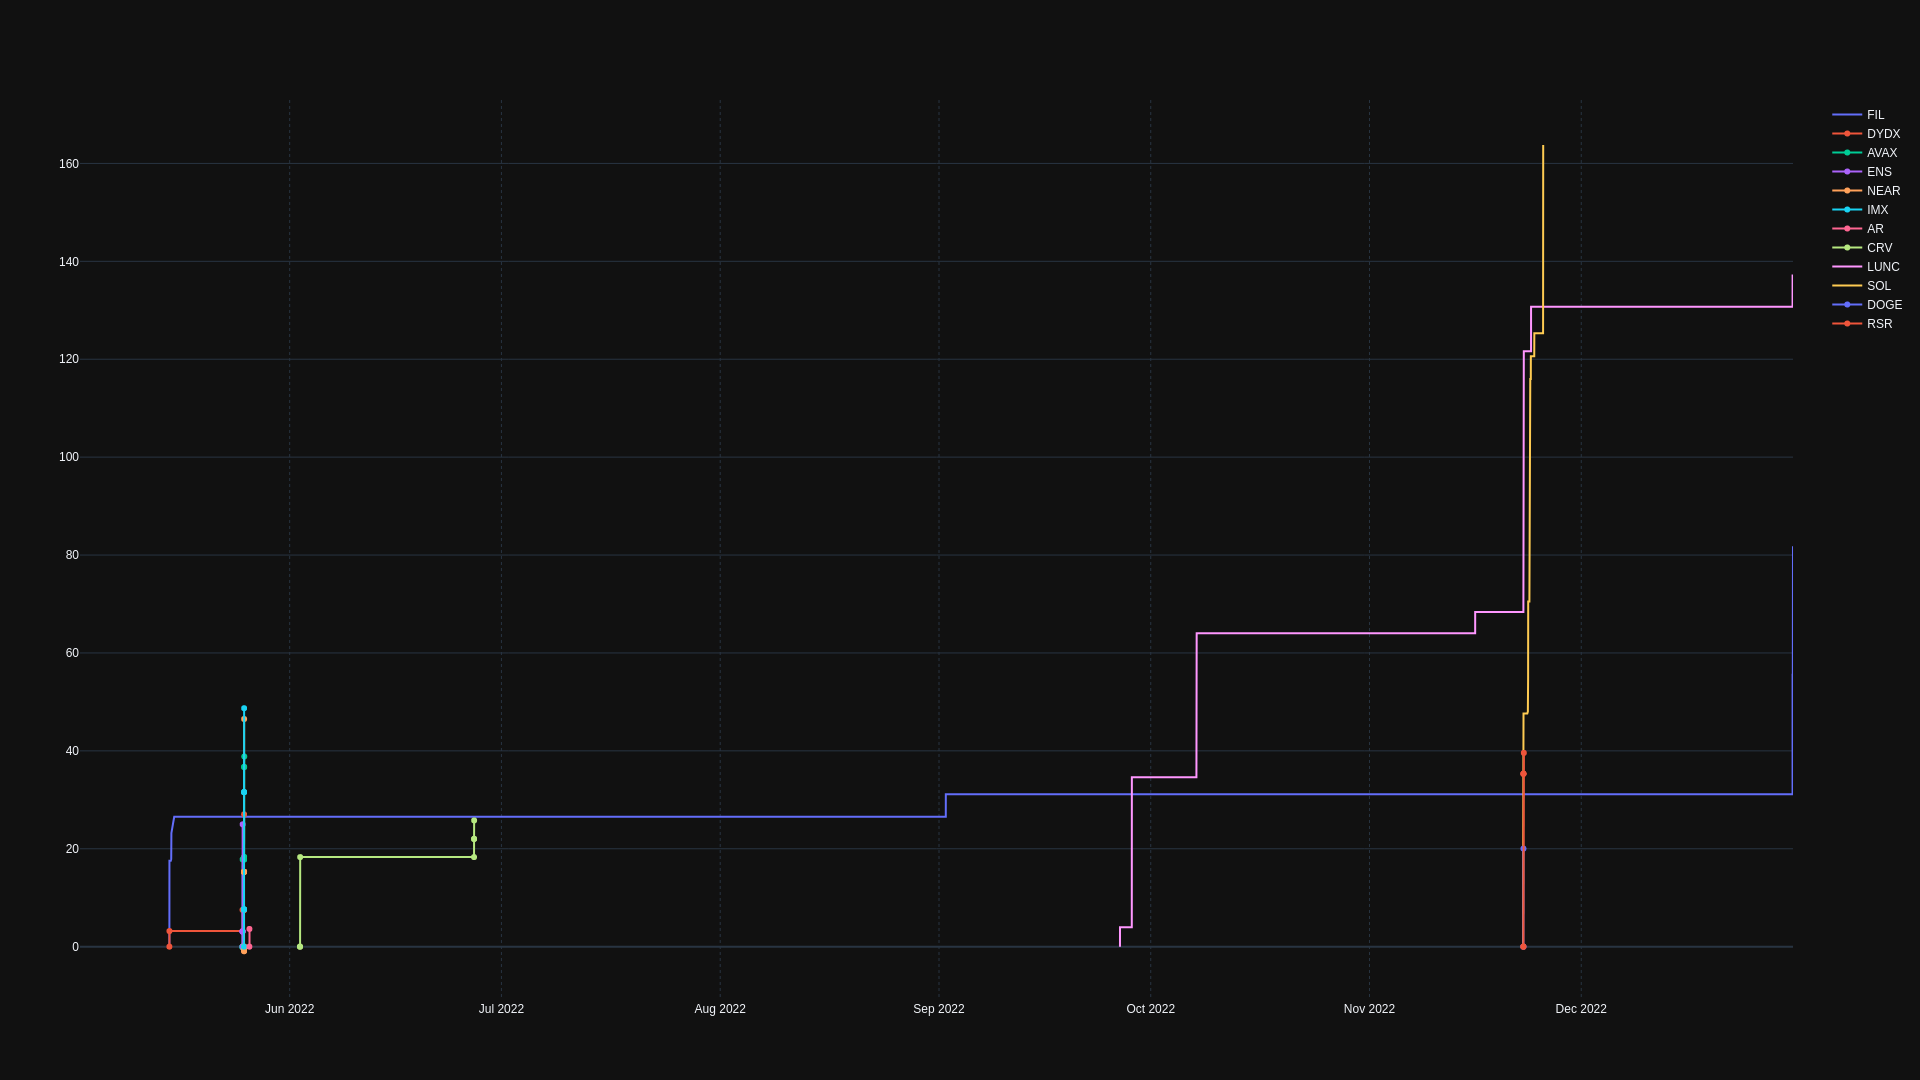 160
140
120
100
80
60
40
20
0
Jun 2022
Jul 2022
Aug 2022
Sep 2022
Oct 2022
Nov 2022
Dec 2022
FIL
DYDX
AVAX
ENS
NEAR
IMX
AR
CRV
LUNC
SOL
DOGE
RSR